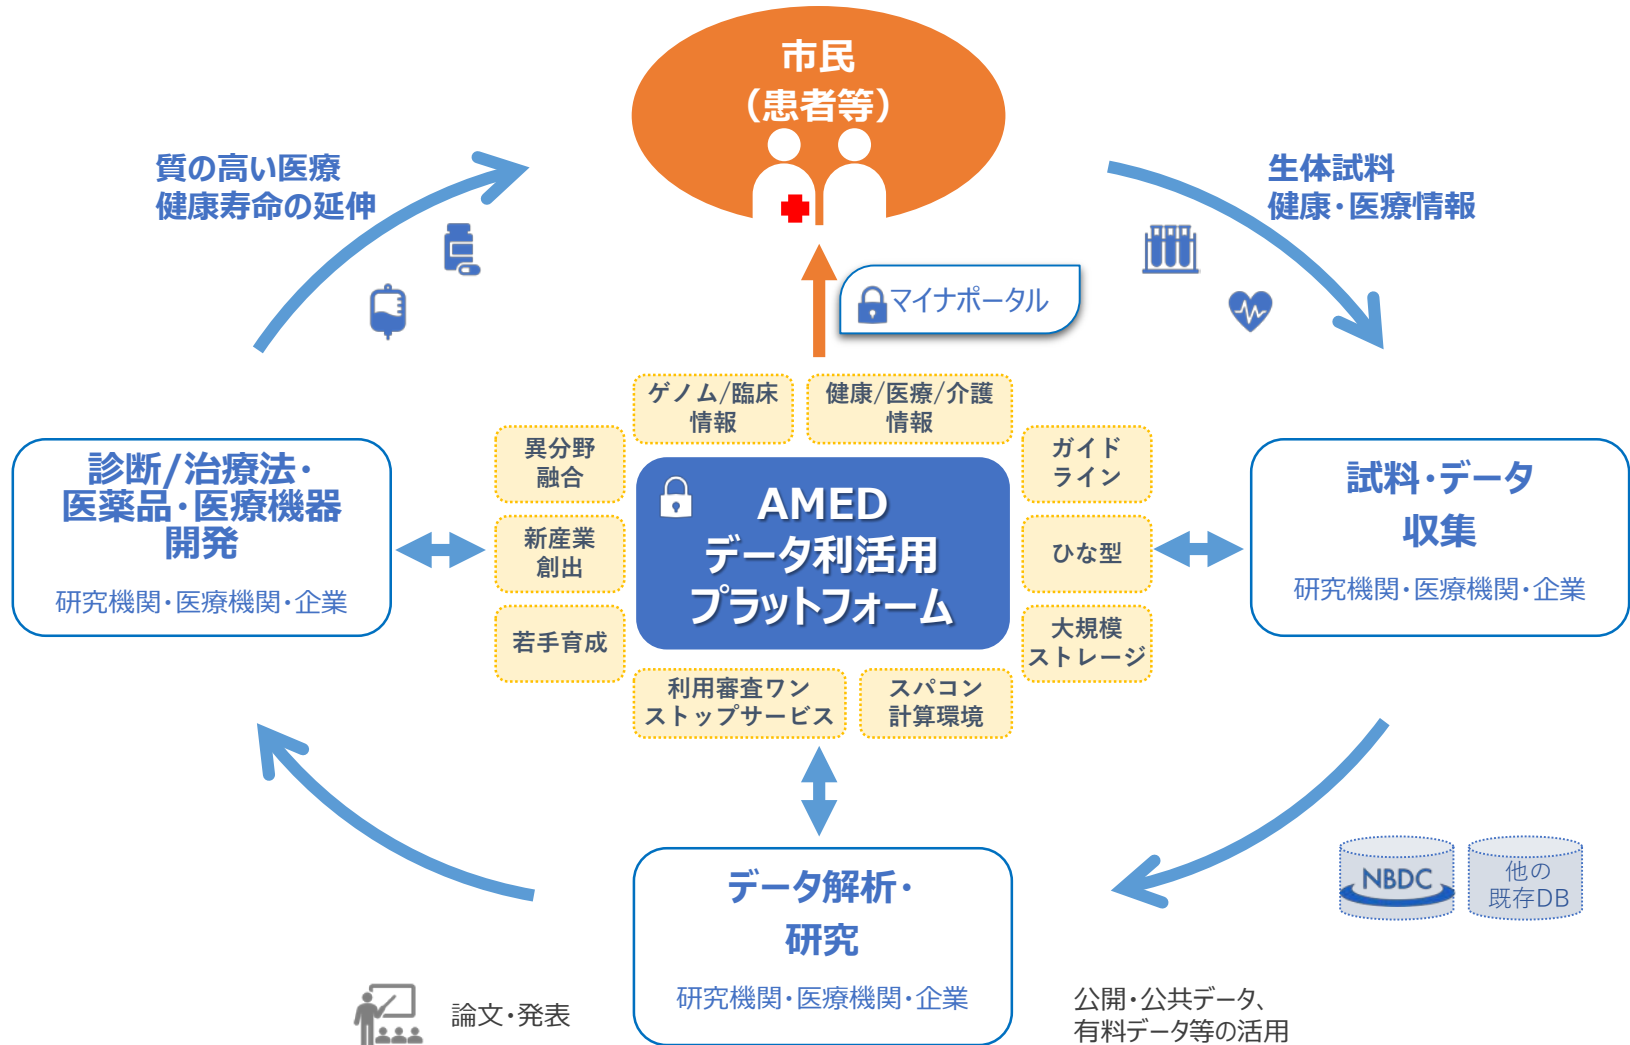 市民
（患者等）
質の高い医療
健康寿命の延伸
生体試料
健康・医療情報
マイナポータル
ゲノム/臨床
情報
健康/医療/介護
情報
異分野
融合
新産業
創出
若手育成
ガイド
ライン
ひな型
大規模
ストレージ
AMED
データ利活用
プラットフォーム
利用審査ワン
ストップサービス
スパコン
計算環境
診断/治療法・
医薬品・医療機器
開発
研究機関・医療機関・企業
試料・データ
収集
研究機関・医療機関・企業
NBDC
他の
既存DB
データ解析・
研究
研究機関・医療機関・企業
論文・発表
公開・公共データ、
有料データ等の活用